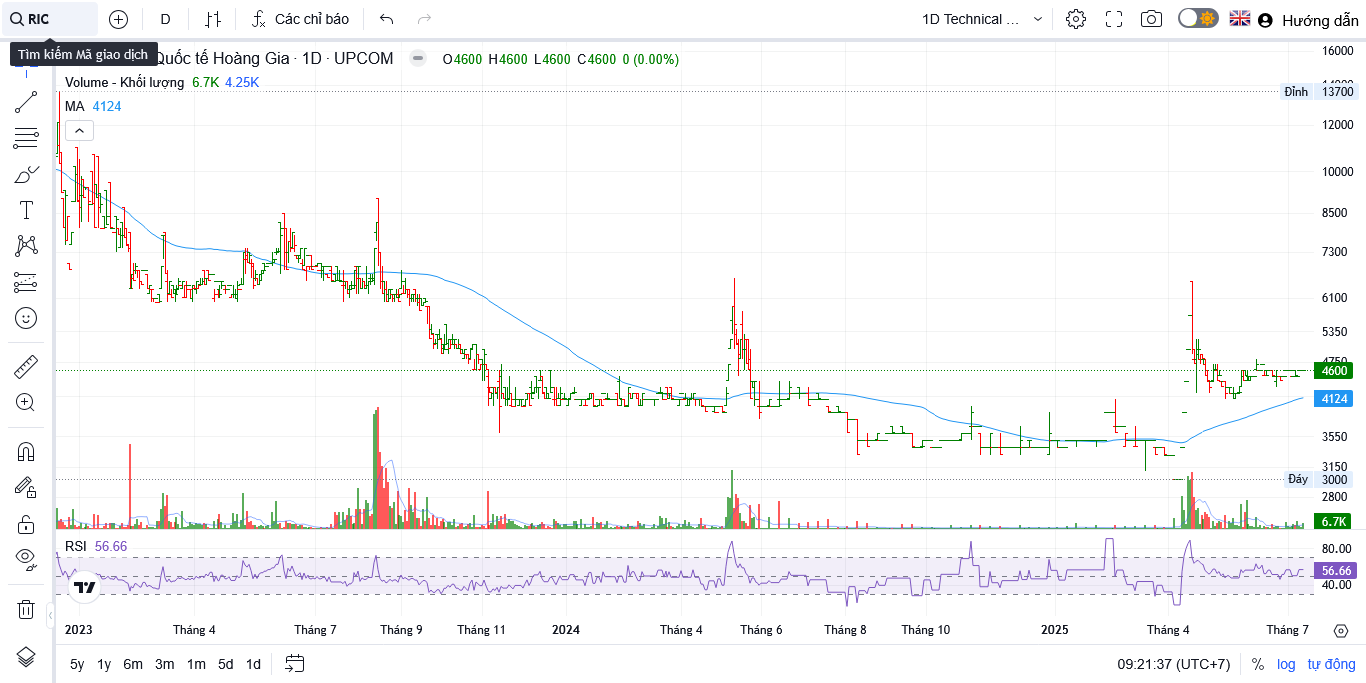 RIC
D
Các chỉ báo
1D Technical ...
Hướng dẫn
Tìm kiếm Mã giao dịch
Quốc tế Hoàng Gia · 1D · UPCOM
O4600 H4600 L4600 C4600 0 (0.00%)
Volume - Khối lượng 6.7K 4.25K
MA 4124
16000
Đỉnh 13700
12000
10000
8500
7300
6100
5350
4750
4600
4124
3550
3150
Đáy 3000
2800
6.7K
RSI 56.66
80.00
56.66
40.00
2023 Tháng 4 Tháng 7 Tháng 9 Tháng 11 2024 Tháng 4 Tháng 6 Tháng 8 Tháng 10 2025 Tháng 4 Tháng 7
5y 1y 6m 3m 1m 5d 1d
09:21:37 (UTC+7) % log tự động